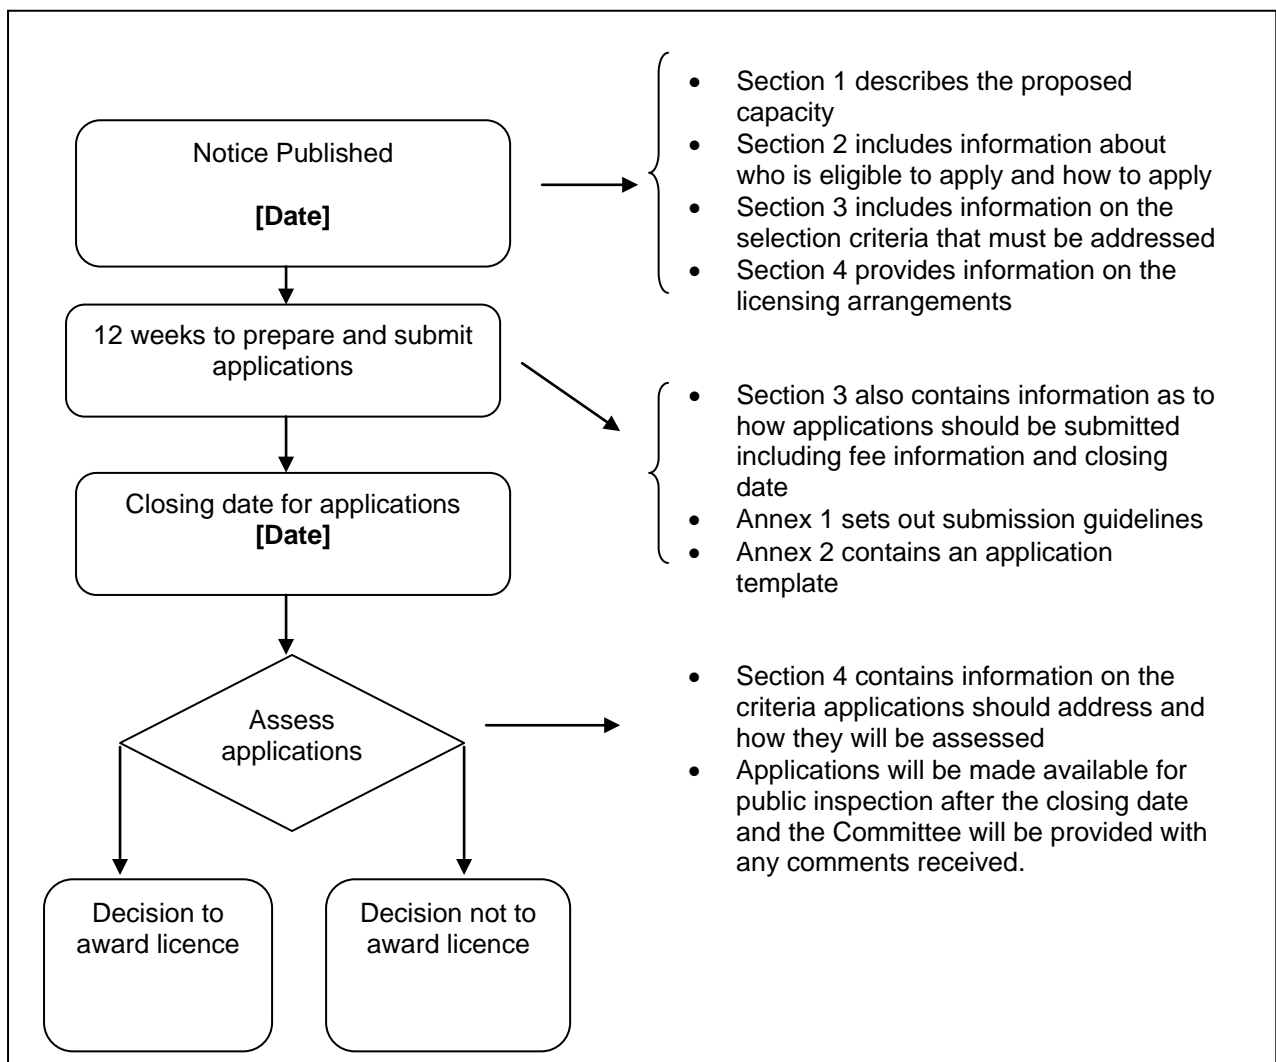 Notice Published
[Date]
• Section 1 describes the proposed
capacity
• Section 2 includes information about
who is eligible to apply and how to apply
• Section 3 includes information on the
selection criteria that must be addressed
• Section 4 provides information on the
licensing arrangements
12 weeks to prepare and submit
applications
• Section 3 also contains information as to
how applications should be submitted
including fee information and closing
date
• Annex 1 sets out submission guidelines
• Annex 2 contains an application
template
Closing date for applications
[Date]
Assess
applications
• Section 4 contains information on the
criteria applications should address and
how they will be assessed
• Applications will be made available for
public inspection after the closing date
and the Committee will be provided with
any comments received.
Decision to
award licence
Decision not to
award licence